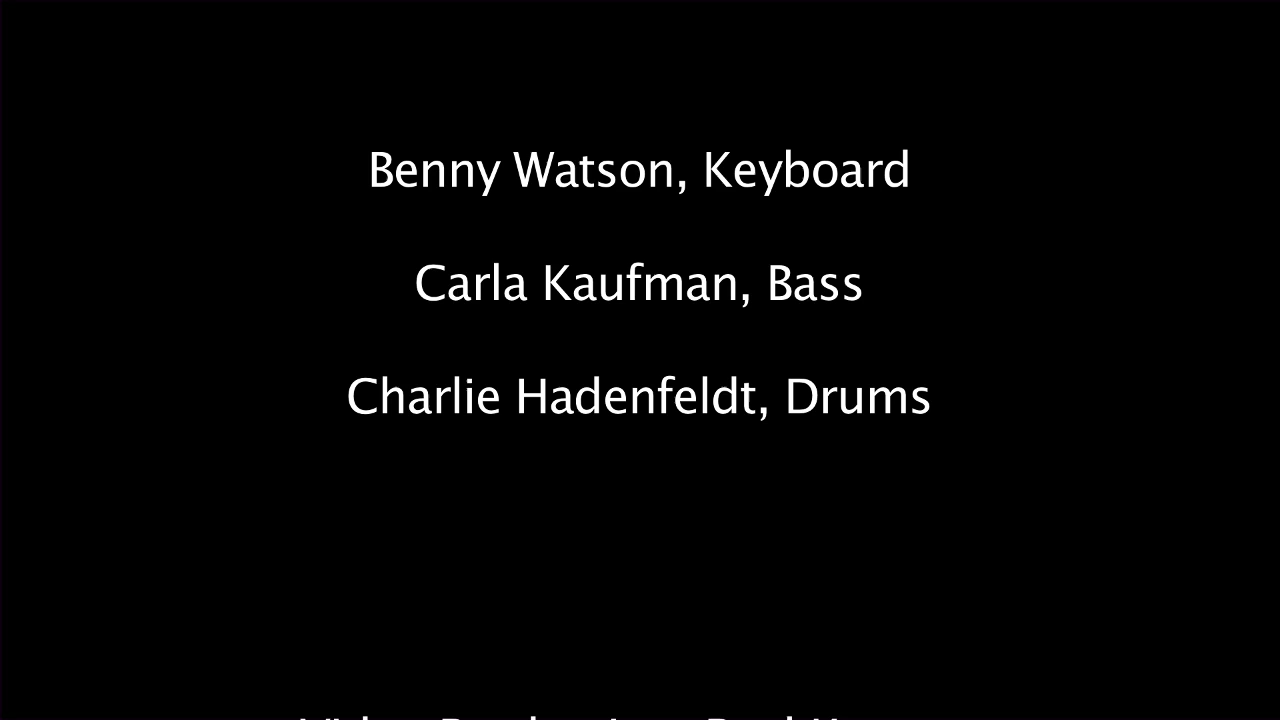 Benny Watson, Keyboard
Carla Kaufman, Bass
Charlie Hadenfeldt, Drums